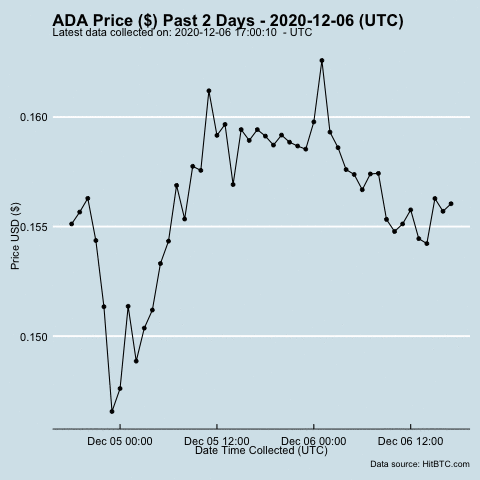 ADA Price ($) Past 2 Days - 2020-12-06 (UTC)
Latest data collected on: 2020-12-06 17:00:10  - UTC
0.160
0.155
0.150
Price USD ($)
Dec 05 00:00 Dec 05 12:00 Dec 06 00:00 Dec 06 12:00
Date Time Collected (UTC)
Data source: HitBTC.com